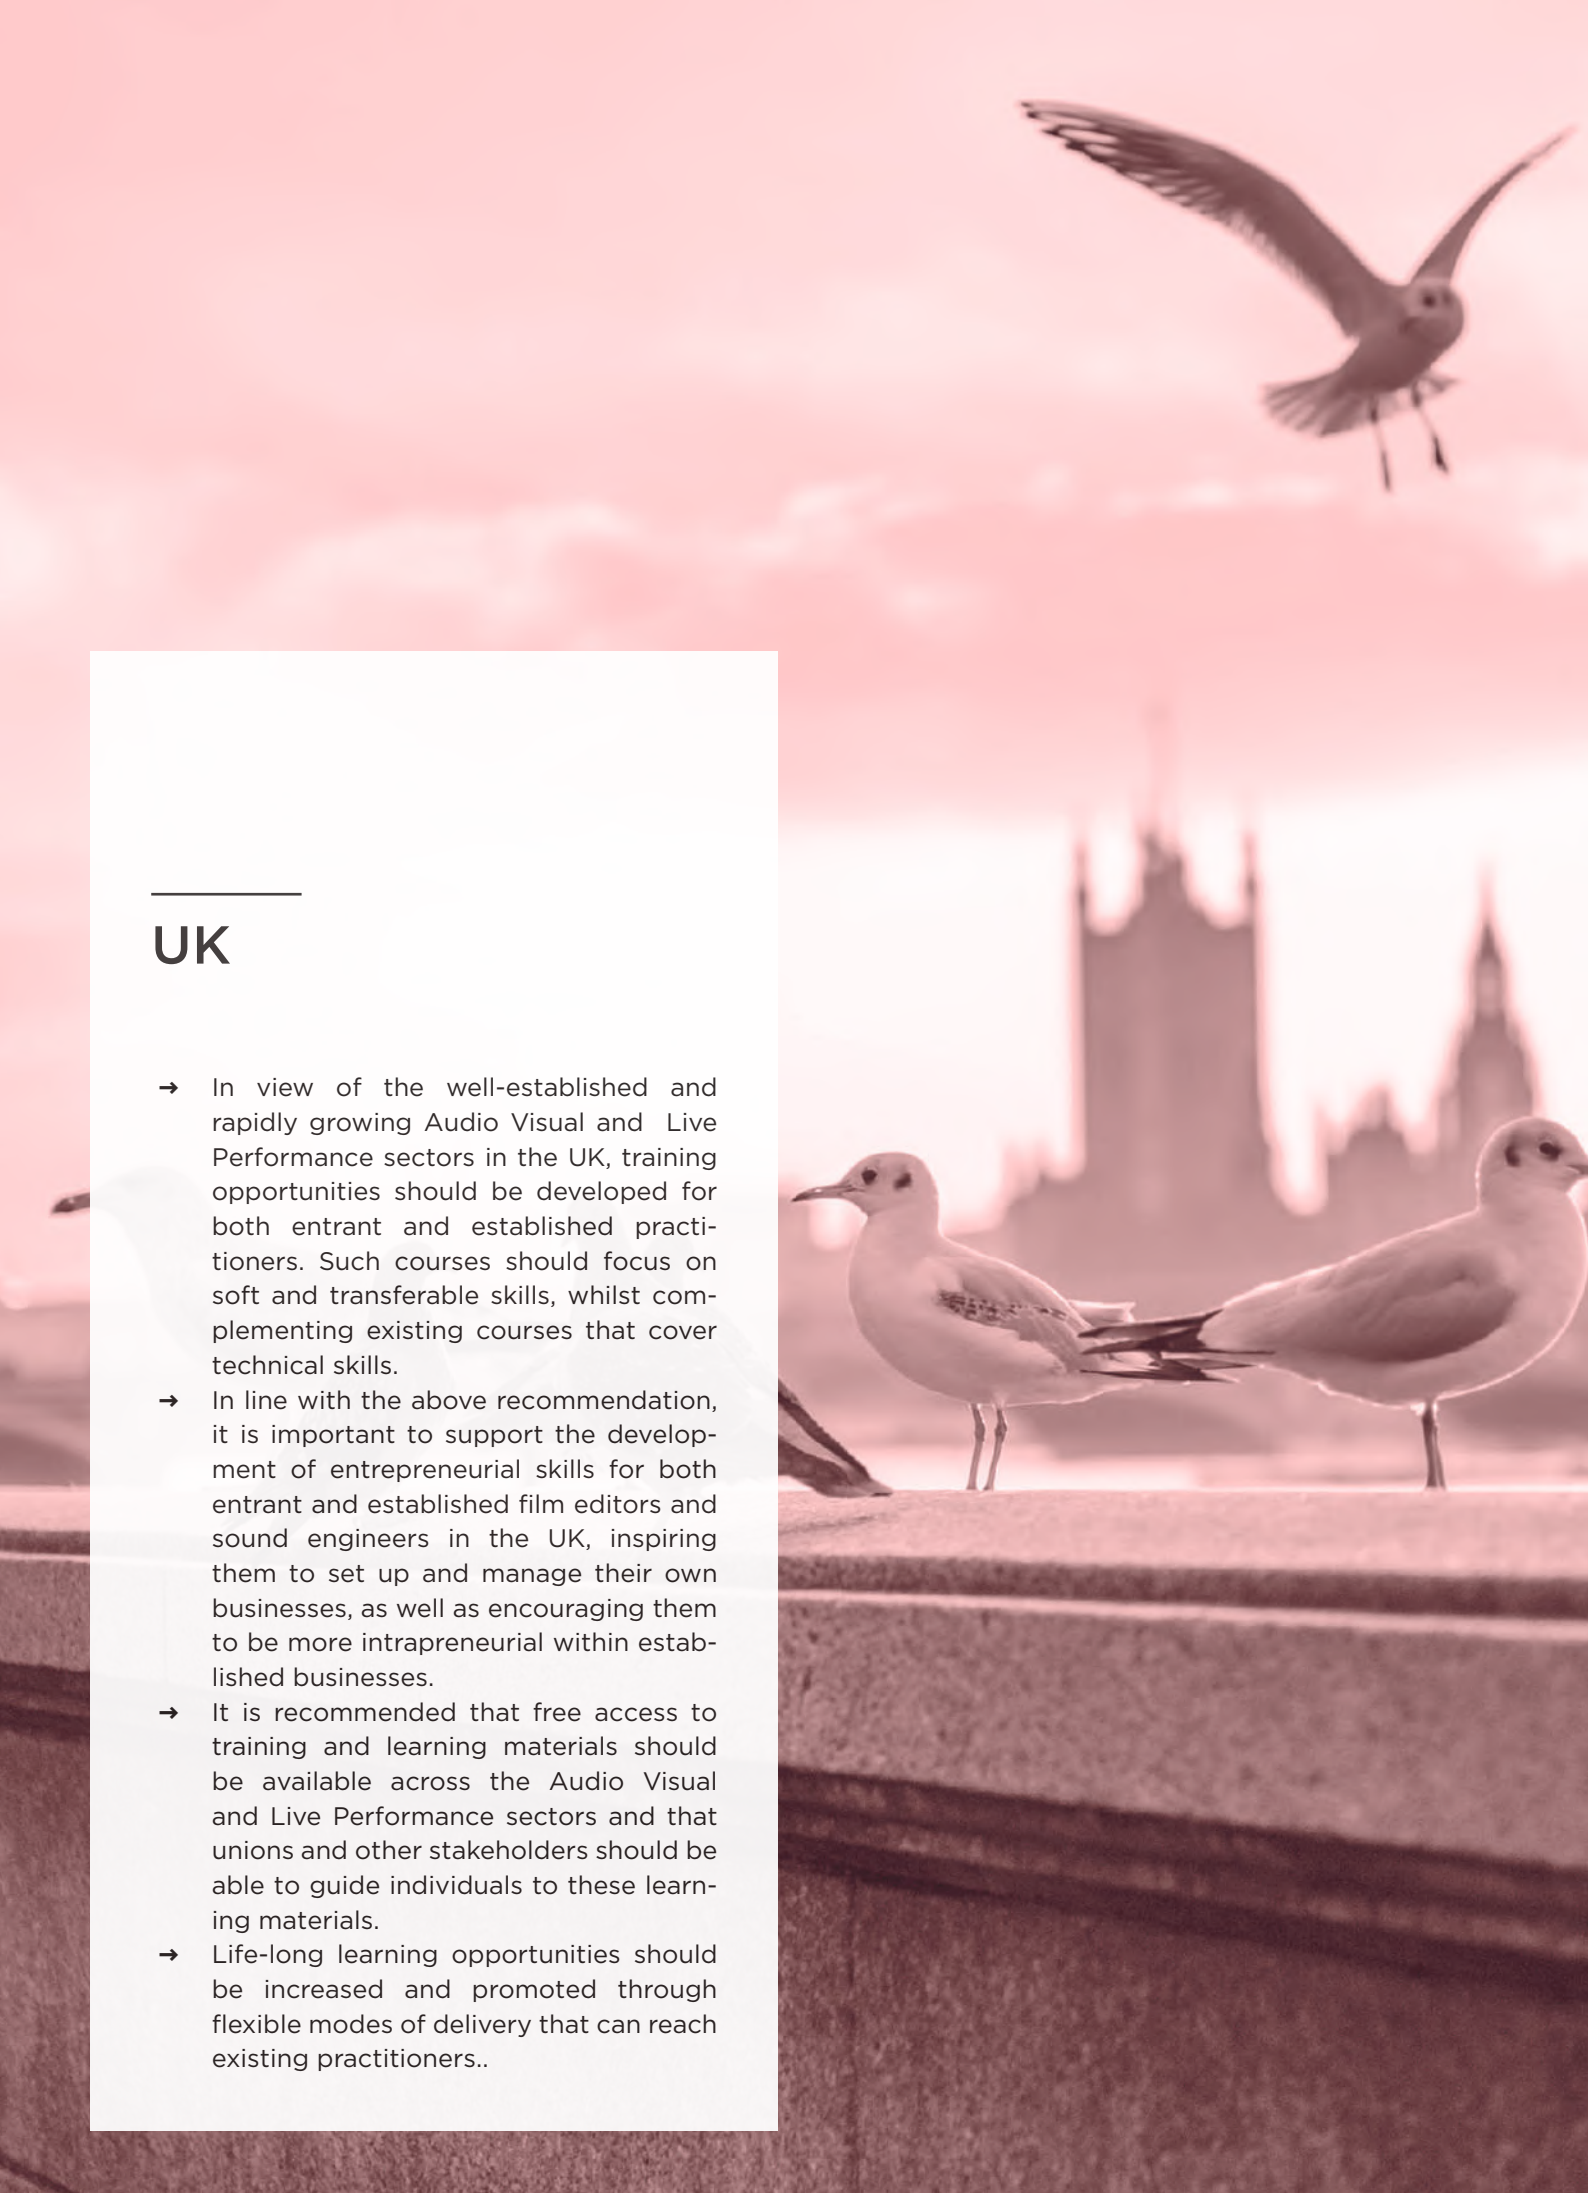 UK
➔ In view of the well-established and
rapidly growing Audio Visual and Live
Performance sectors in the UK, training
opportunities should be developed for
both entrant and established practi-
tioners. Such courses should focus on
soft and transferable skills, whilst com-
plementing existing courses that cover
technical skills.
➔ In line with the above recommendation,
it is important to support the develop-
ment of entrepreneurial skills for both
entrant and established film editors and
sound engineers in the UK, inspiring
them to set up and manage their own
businesses, as well as encouraging them
to be more intrapreneurial within estab-
lished businesses.
➔ It is recommended that free access to
training and learning materials should
be available across the Audio Visual
and Live Performance sectors and that
unions and other stakeholders should be
able to guide individuals to these learn-
ing materials.
➔ Life-long learning opportunities should
be increased and promoted through
flexible modes of delivery that can reach
existing practitioners..